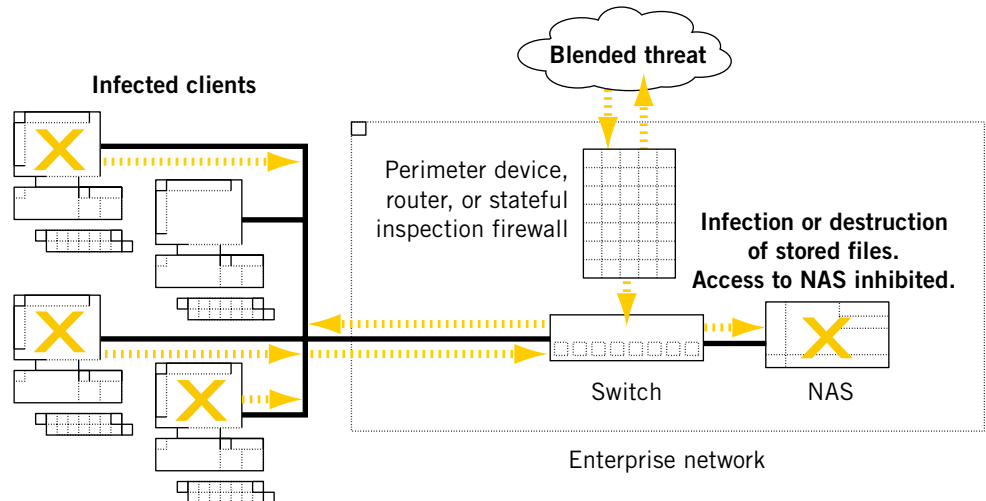 Blended threat
Infected clients
Perimeter device,
router, or stateful
inspection firewall
Infection or destruction
of stored files.
Access to NAS inhibited.
Switch
NAS
Enterprise network